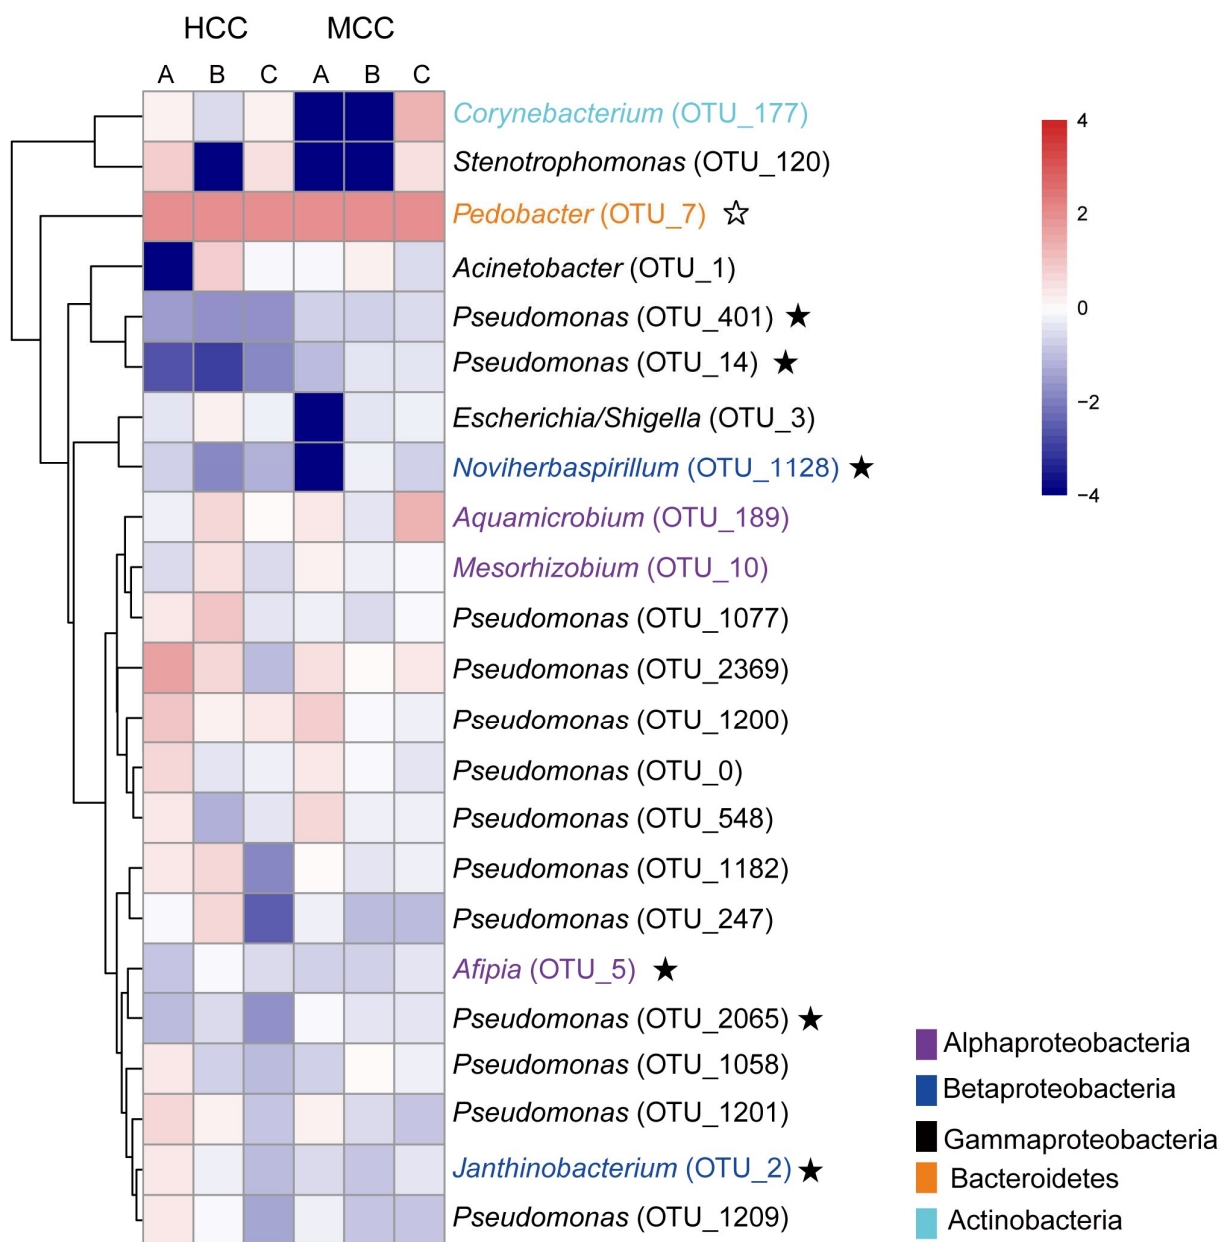 HCC MCC
A B C A B C
Corynebacterium (OTU_177)
Stenotrophomonas (OTU_120)
Pedobacter (OTU_7) ☆
Acinetobacter (OTU_1)
Pseudomonas (OTU_401) ★
Pseudomonas (OTU_14) ★
Escherichia/Shigella (OTU_3)
Noviherbaspirillum (OTU_1128) ★
Aquamicrobium (OTU_189)
Mesorhizobium (OTU_10)
Pseudomonas (OTU_1077)
Pseudomonas (OTU_2369)
Pseudomonas (OTU_1200)
Pseudomonas (OTU_0)
Pseudomonas (OTU_548)
Pseudomonas (OTU_1182)
Pseudomonas (OTU_247)
Afipia (OTU_5) ★
Pseudomonas (OTU_2065) ★
Pseudomonas (OTU_1058)
Pseudomonas (OTU_1201)
Janthinobacterium (OTU_2) ★
Pseudomonas (OTU_1209)
4
2
0
−2
−4
Alphaproteobacteria
Betaproteobacteria
Gammaproteobacteria
Bacteroidetes
Actinobacteria